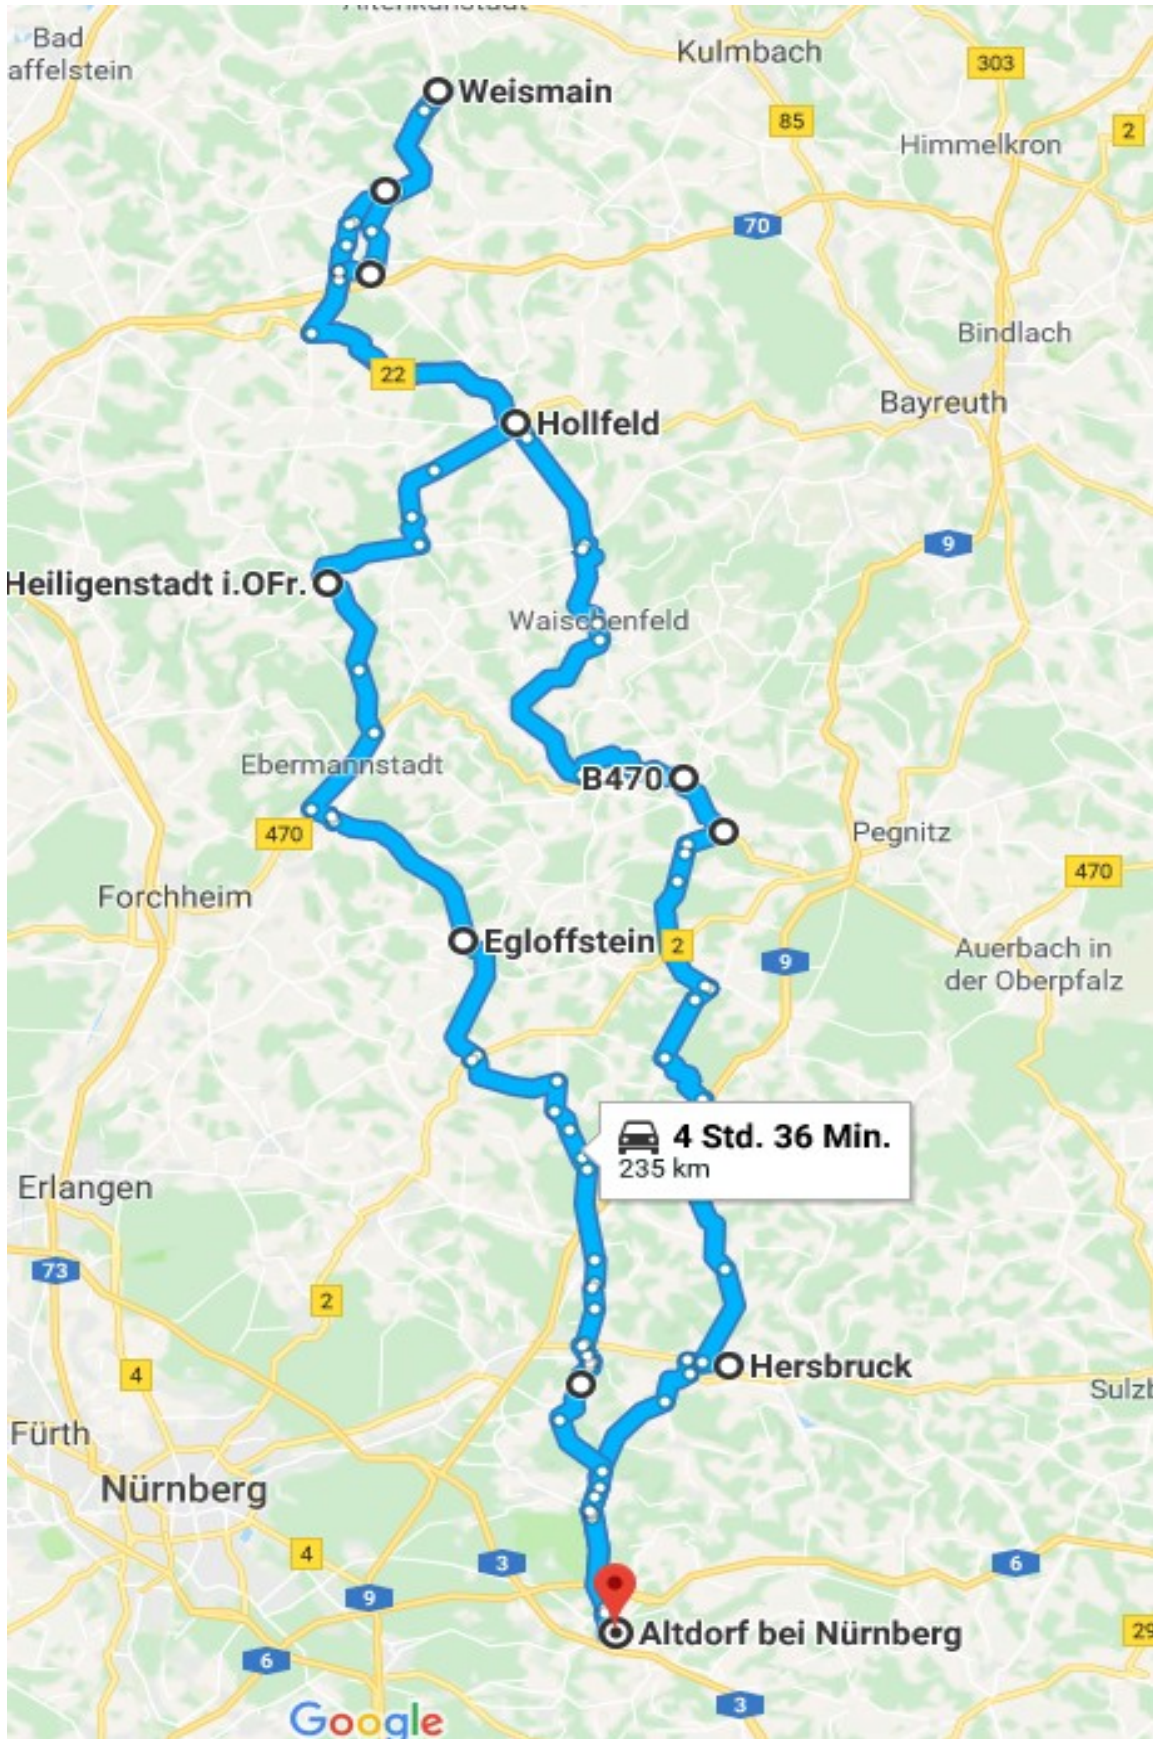 Bad
affelstein
Kulmbach
303
Weismain
85
2
Himmelkron
70
Bindlach
22
Bayreuth
Hollfeld
9
Heiligenstadt i.OFr.
Waischenfeld
Ebermannstadt
B470
470
Pegnitz
470
Forchheim
Egloffstein
2
9
Auerbach in
der Oberpfalz
4 Std. 36 Min.
235 km
Erlangen
73
2
4
Hersbruck
Sulzb
Fürth
Nürnberg
4
3
6
9
Altdorf bei Nürnberg
29
6
3
Google